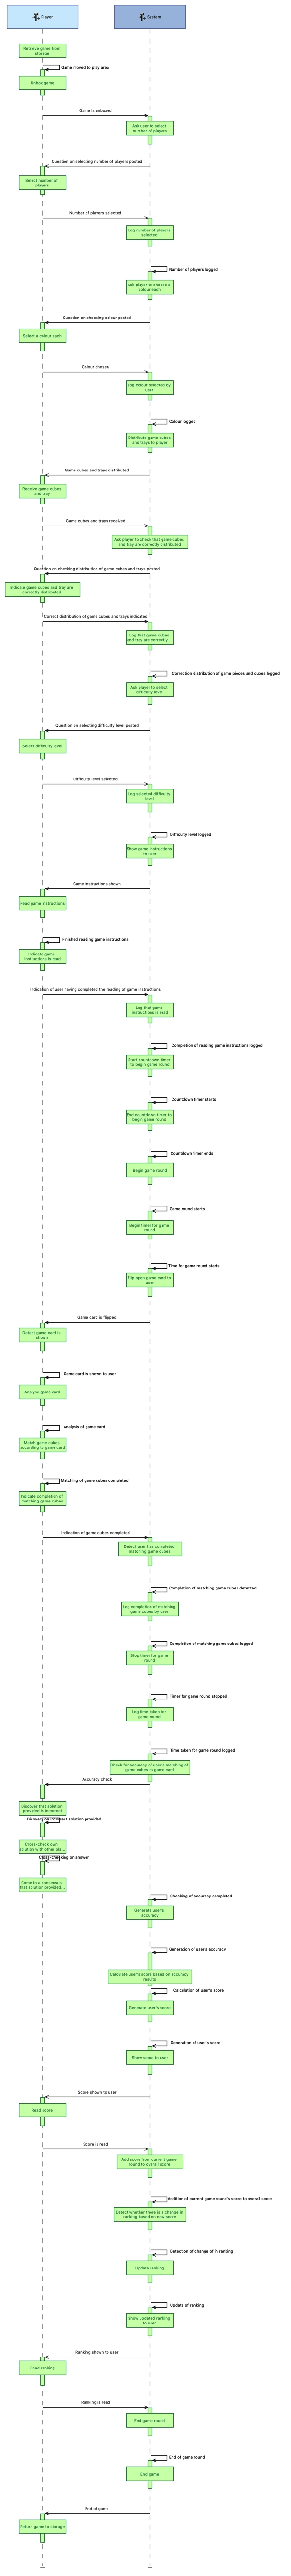 Player
System
Retrieve game from
storage
Game moved to play area
Unbox game
Game is unboxed
Ask user to select
number of players
Question on selecting number of players posted
Select number of
players
Number of players selected
Log number of players
selected
Number of players logged
Ask player to choose a
colour each
Question on choosing colour posted
Select a colour each
Colour chosen
Log colour selected by
user
Colour logged
Distribute game cubes
and trays to player
Game cubes and trays distributed
Receive game cubes
and tray
Game cubes and trays received
Ask player to check that game cubes
and tray are correctly distributed
Question on checking distribution of game cubes and trays posted
Indicate game cubes and tray are
correctly distributed
Correct distribution of game cubes and trays indicated
Log that game cubes
and tray are correctly ...
Correction distribution of game pieces and cubes logged
Ask player to select
difficulty level
Question on selecting difficulty level posted
Select difficulty level
Difficulty level selected
Log selected difficulty
level
Difficulty level logged
Show game instructions
to user
Game instructions shown
Read game instructions
Finished reading game instructions
Indicate game
instructions is read
Indication of user having completed the reading of game instructions
Log that game
instructions is read
Completion of reading game instructions logged
Start countdown timer
to begin game round
Countdown timer starts
End countdown timer to
begin game round
Countdown timer ends
Begin game round
Game round starts
Begin timer for game
round
Time for game round starts
Flip open game card to
user
Game card is flipped
Detect game card is
shown
Game card is shown to user
Analyse game card
Analysis of game card
Match game cubes
according to game card
Matching of game cubes completed
Indicate completion of
matching game cubes
Indication of game cubes completed
Detect user has completed
matching game cubes
Completion of matching game cubes detected
Log completion of matching
game cubes by user
Completion of matching game cubes logged
Stop timer for game
round
Timer for game round stopped
Log time taken for
game round
Time taken for game round logged
Check for accuracy of user's matching of
game cubes to game card
Accuracy check
Discover that solution
provided is incorrect
Discovery on incorrect solution provided
Cross-check own
solution with other pla...
Cross-checking on answer
Come to a consensus
that solution provided...
Checking of accuracy completed
Generate user's
accuracy
Generation of user's accuracy
Calculate user's score based on accuracy
results
Calculation of user's score
Generate user's score
Generation of user's score
Show score to user
Score shown to user
Read score
Score is read
Add score from current game
round to overall score
Addition of current game round's score to overall score
Detect whether there is a change in
ranking based on new score
Detection of change of in ranking
Update ranking
Update of ranking
Show updated ranking
to user
Ranking shown to user
Read ranking
Ranking is read
End game round
End of game round
End game
End of game
Return game to storage